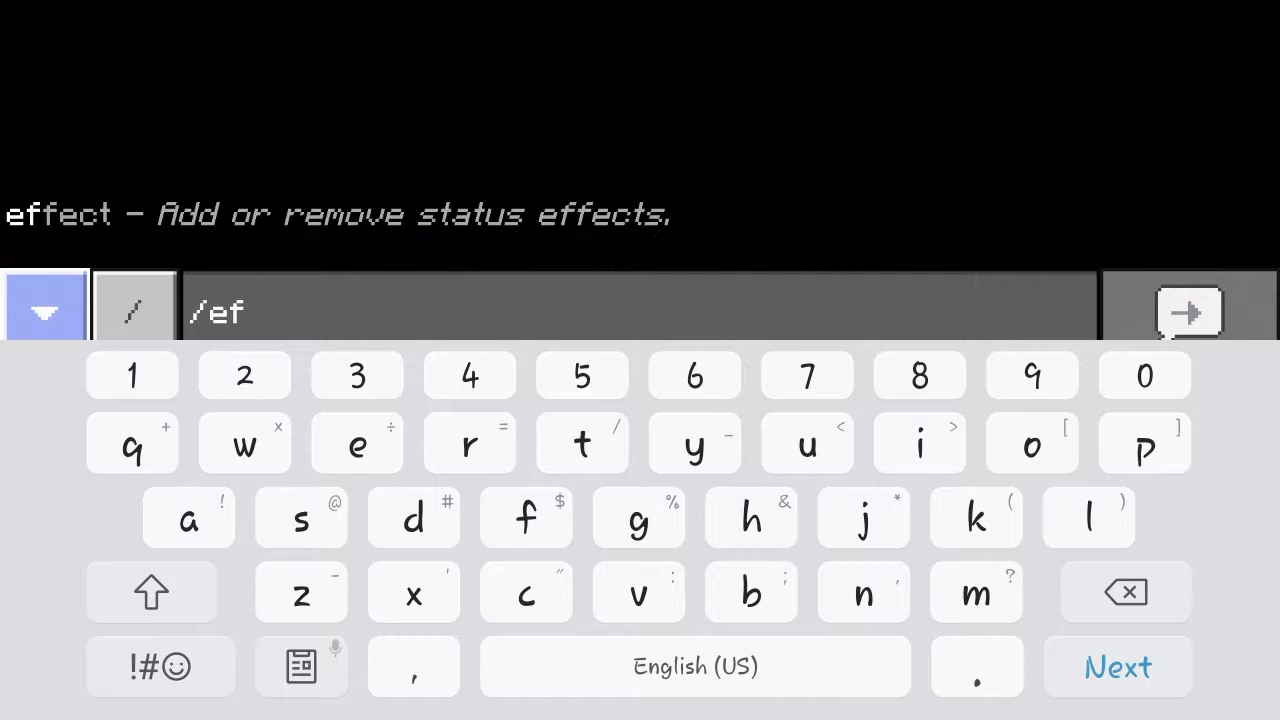 effect - Add or remove status effects.
/ /ef
1 2 3 4 5 6 7 8 9 0
q + w × e ÷ r = t / y _ u < i > o [ p ]
a ! s @ d # f $ g % h & j * k ( l )
z - x ' c " v : b ; n , m ?
!#☺ , English (US) . Next